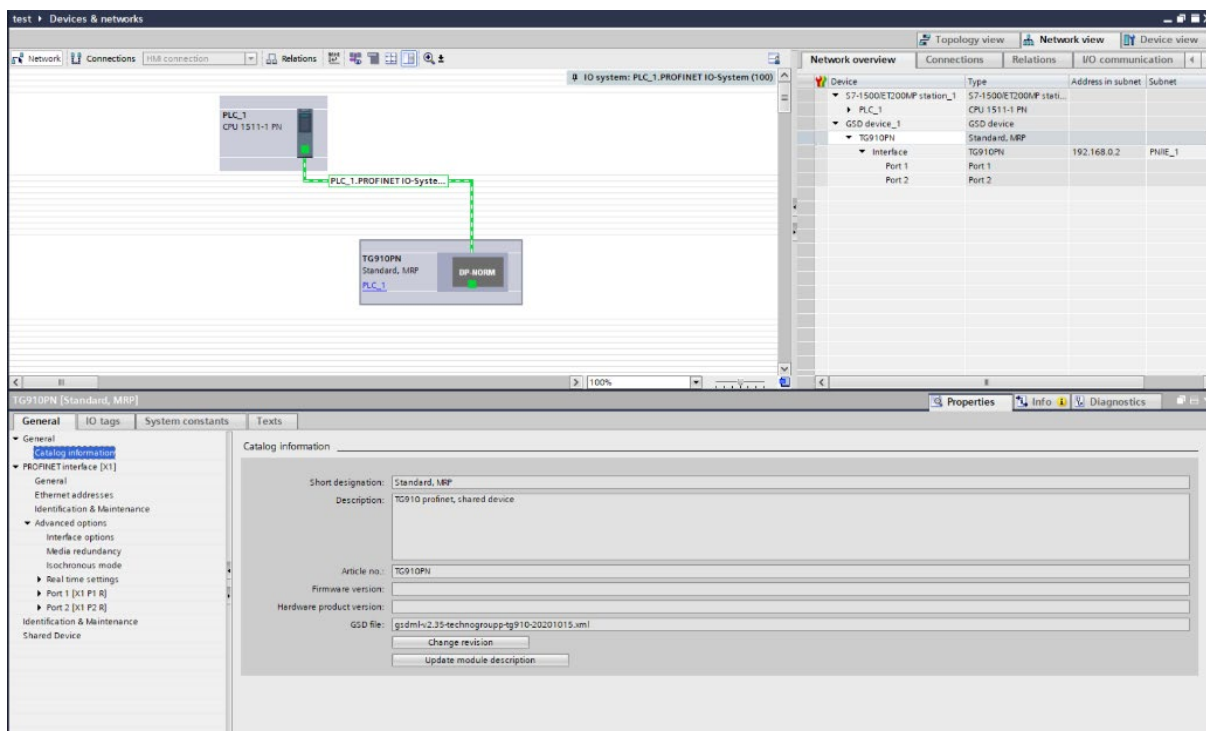 test ▸ Devices & networks
Topology view Network view Device view
Network Connections HMI connection Relations
Network overview Connections Relations I/O communication
IO system: PLC_1.PROFINET IO-System (100)
Device Type Address in subnet Subnet
S7-1500/ET200MP station_1 S7-1500/ET200MP stati...
PLC_1 CPU 1511-1 PN
GSD device_1 GSD device
TG910PN Standard, MRP
Interface TG910PN 192.168.0.2 PN/IE_1
Port 1 Port 1
Port 2 Port 2
PLC_1
CPU 1511-1 PN
PLC_1.PROFINET IO-Syste...
TG910PN
Standard, MRP
PLC_1
DP-NORM
100%
TG910PN [Standard, MRP]
Properties Info Diagnostics
General IO tags System constants Texts
General
Catalog information
PROFINET interface [X1]
General
Ethernet addresses
Identification & Maintenance
Advanced options
Interface options
Media redundancy
Isochronous mode
Real time settings
Port 1 [X1 P1 R]
Port 2 [X1 P2 R]
Identification & Maintenance
Shared Device
Catalog information
Short designation: Standard, MRP
Description: TG910 profinet, shared device
Article no.: TG910PN
Firmware version:
Hardware product version:
GSD file: gsdml-v2.35-technogroupp-tg910-20201015.xml
Change revision
Update module description